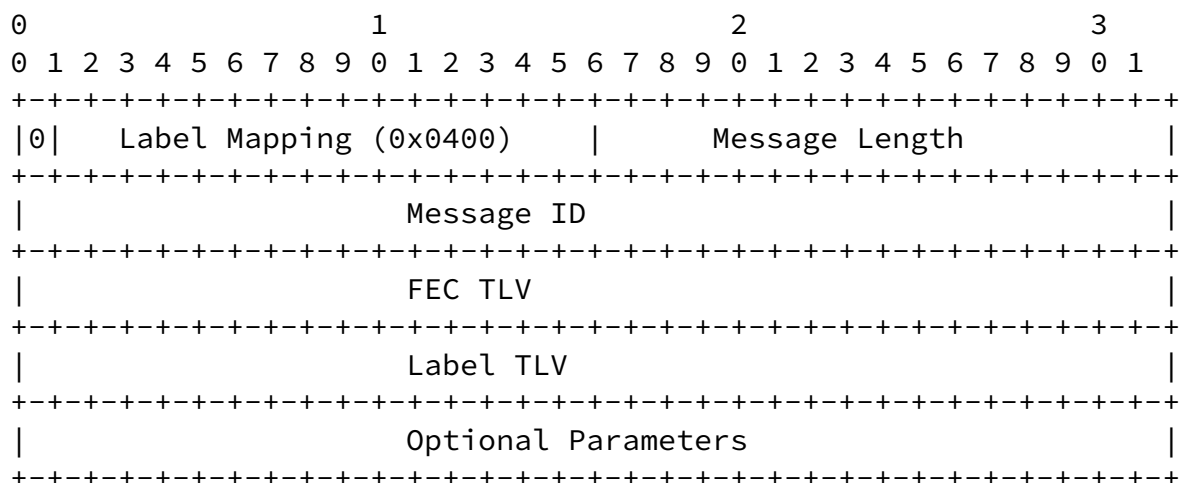 0                   1                   2                   3
0 1 2 3 4 5 6 7 8 9 0 1 2 3 4 5 6 7 8 9 0 1 2 3 4 5 6 7 8 9 0 1
+-+-+-+-+-+-+-+-+-+-+-+-+-+-+-+-+-+-+-+-+-+-+-+-+-+-+-+-+-+-+-+-+
|0|   Label Mapping (0x0400)    |      Message Length           |
+-+-+-+-+-+-+-+-+-+-+-+-+-+-+-+-+-+-+-+-+-+-+-+-+-+-+-+-+-+-+-+-+
|                     Message ID                                |
+-+-+-+-+-+-+-+-+-+-+-+-+-+-+-+-+-+-+-+-+-+-+-+-+-+-+-+-+-+-+-+-+
|                     FEC TLV                                   |
+-+-+-+-+-+-+-+-+-+-+-+-+-+-+-+-+-+-+-+-+-+-+-+-+-+-+-+-+-+-+-+-+
|                     Label TLV                                 |
+-+-+-+-+-+-+-+-+-+-+-+-+-+-+-+-+-+-+-+-+-+-+-+-+-+-+-+-+-+-+-+-+
|                     Optional Parameters                       |
+-+-+-+-+-+-+-+-+-+-+-+-+-+-+-+-+-+-+-+-+-+-+-+-+-+-+-+-+-+-+-+-+